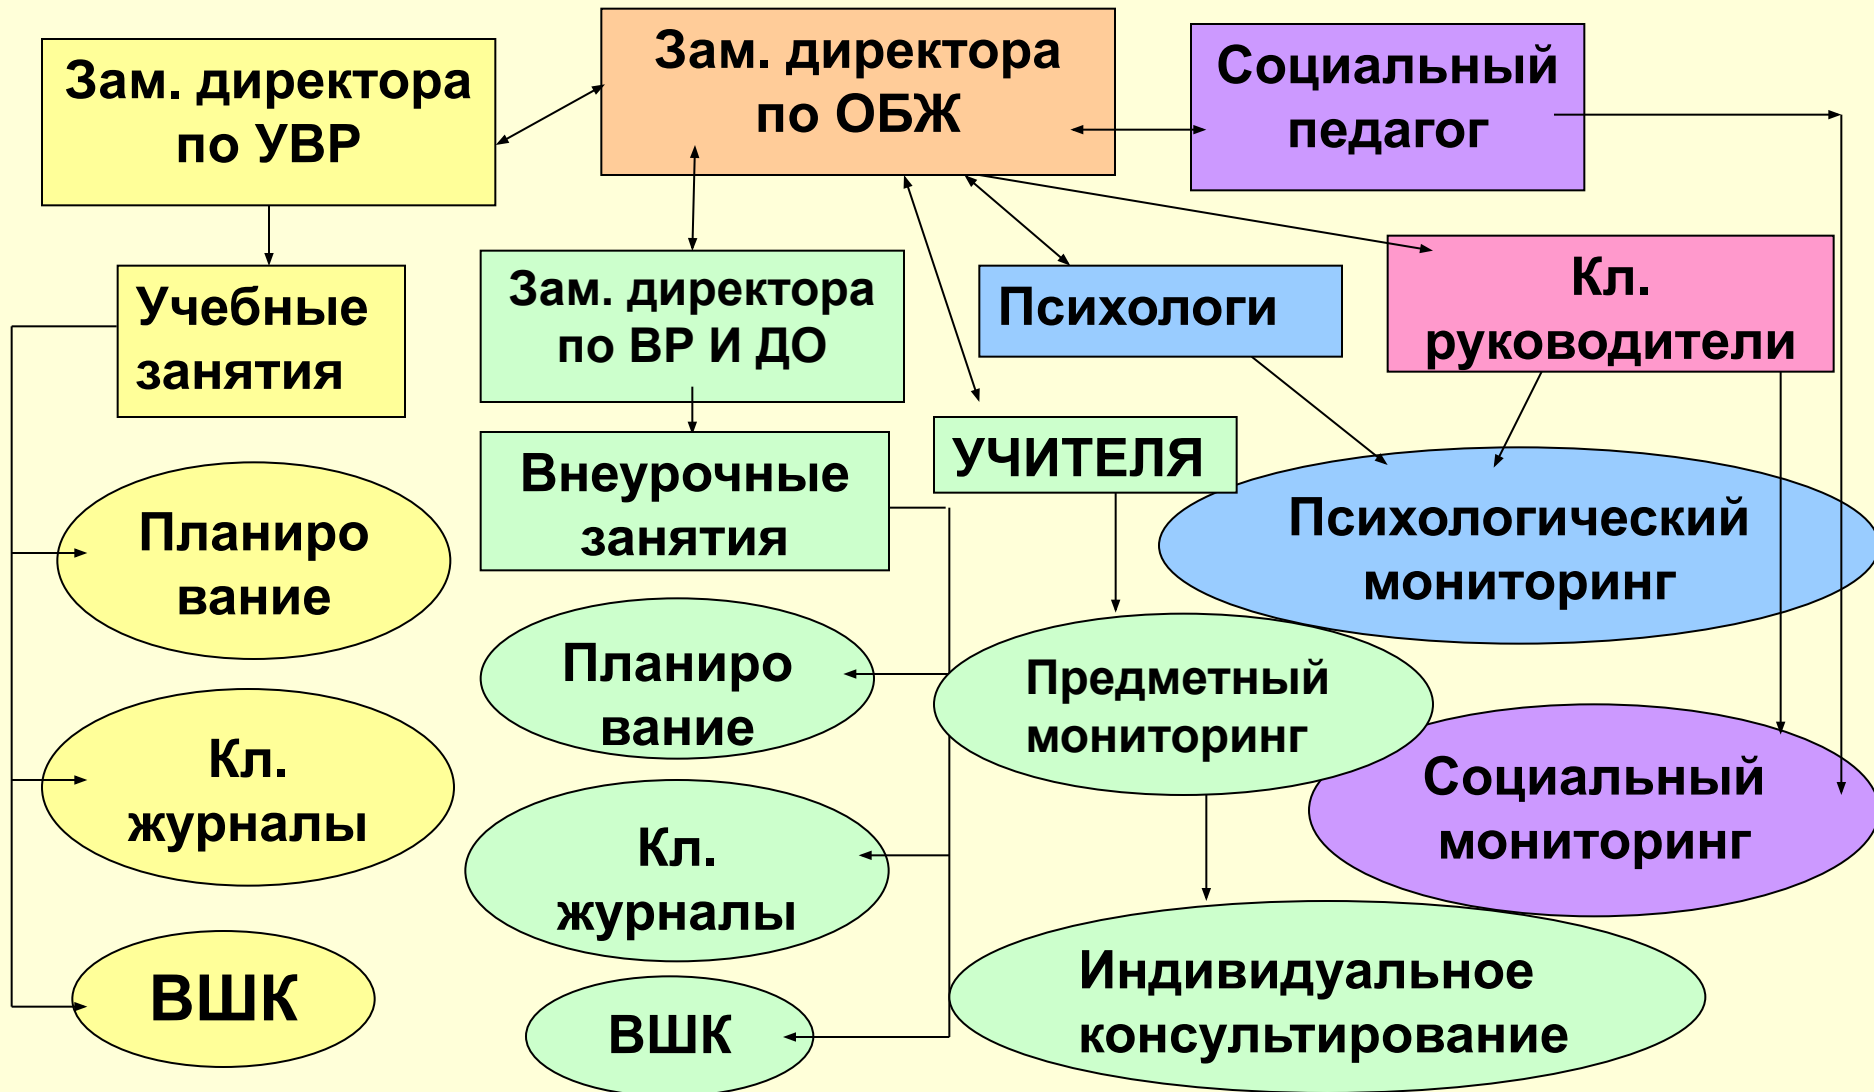 Зам. директора
по УВР
Зам. директора
по ОБЖ
Социальный
педагог
Учебные
занятия
Зам. директора
по ВР И ДО
Психологи
Кл.
руководители
УЧИТЕЛЯ
Внеурочные
занятия
Планиро
вание
Психологический
мониторинг
Планиро
вание
Предметный
мониторинг
Кл.
журналы
Социальный
мониторинг
Кл.
журналы
ВШК
Индивидуальное
консультирование
ВШК